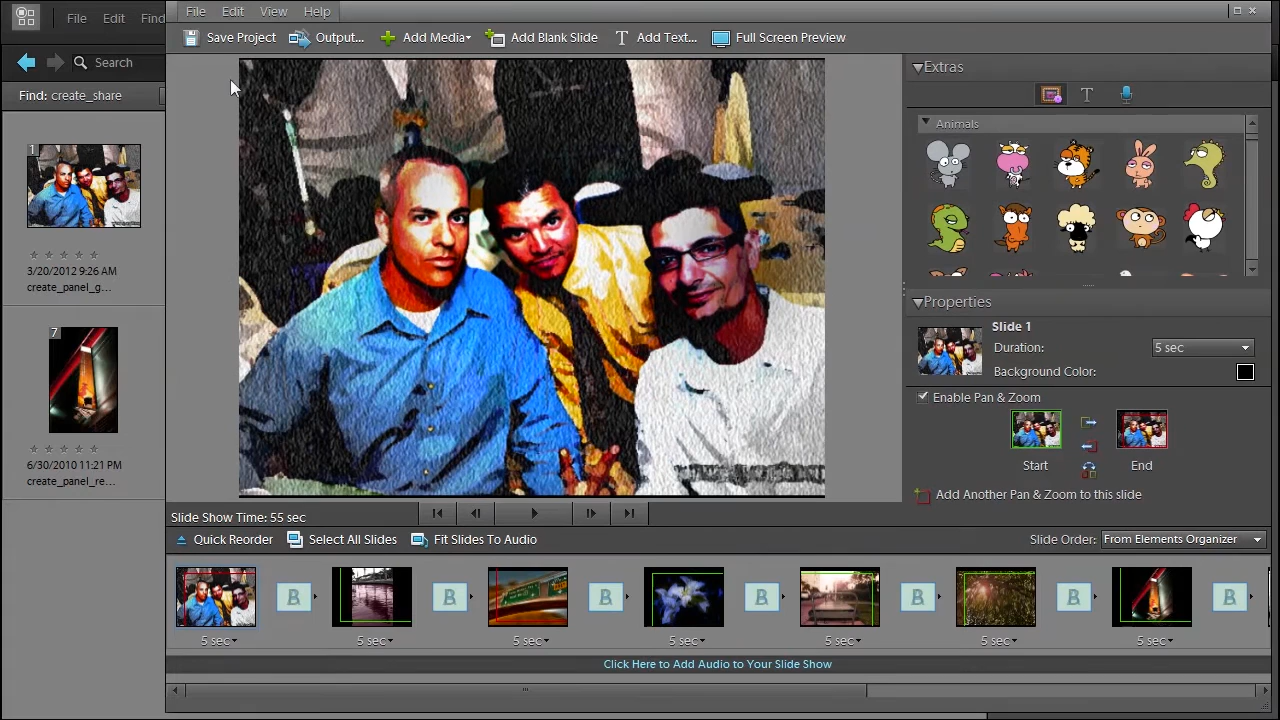 File Edit Find
Search
Find: create_share
1
3/20/2012 9:26 AM
create_panel_g...
7
6/30/2010 11:21 PM
create_panel_re...
File Edit View Help
Save Project Output... Add Media Add Blank Slide T Add Text... Full Screen Preview
Extras
T
Animals
Properties
Slide 1
Duration: 5 sec
Background Color:
Enable Pan & Zoom
Start End
Add Another Pan & Zoom to this slide
Slide Show Time: 55 sec
Quick Reorder Select All Slides Fit Slides To Audio Slide Order: From Elements Organizer
B B B B B B B
5 sec 5 sec 5 sec 5 sec 5 sec 5 sec 5 sec
Click Here to Add Audio to Your Slide Show